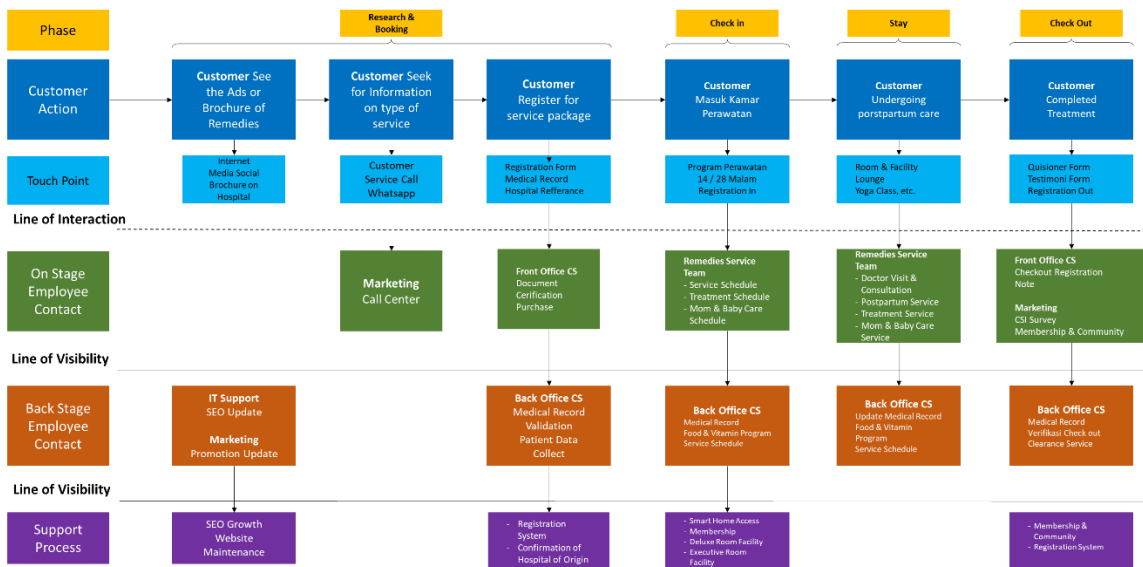 Phase
Research &
Booking
Check in
Stay
Check Out
Customer
Action
Customer See
the Ads or
Brochure of
Remedies
Customer Seek
for Information
on type of
service
Customer
Register for
service package
Customer
Masuk Kamar
Perawatan
Customer
Undergoing
porstpartum care
Customer
Completed
Treatment
Touch Point
Internet
Media Social
Brochure on
Hospital
Customer
Service Call
Whatsapp
Registration Form
Medical Record
Hospital Refferance
Program Perawatan
14 / 28 Malam
Registration In
Room & Facility
Lounge
Yoga Class, etc.
Quisioner Form
Testimoni Form
Registration Out
Line of Interaction
On Stage
Employee
Contact
Marketing
Call Center
Front Office CS
Document
Cerification
Purchase
Remedies Service
Team
- Service Schedule
- Treatment Schedule
- Mom & Baby Care
Schedule
Remedies Service
Team
- Doctor Visit &
Consultation
- Postpartum Service
- Treatment Service
- Mom & Baby Care
Service
Front Office CS
Checkout Registration
Note
Marketing
CSI Survey
Membership & Community
Line of Visibility
Back Stage
Employee
Contact
IT Support
SEO Update
Marketing
Promotion Update
Back Office CS
Medical Record
Validation
Patient Data
Collect
Back Office CS
Medical Record
Food & Vitamin Program
Service Schedule
Back Office CS
Update Medical Record
Food & Vitamin
Program
Service Schedule
Back Office CS
Medical Record
Verifikasi Check out
Clearance Service
Line of Visibility
Support
Process
SEO Growth
Website
Maintenance
- Registration
System
- Confirmation of
Hospital of Origin
- Smart Home Access
- Membership
- Deluxe Room Facility
- Executive Room
Facility
- Membership &
Community
- Registration System